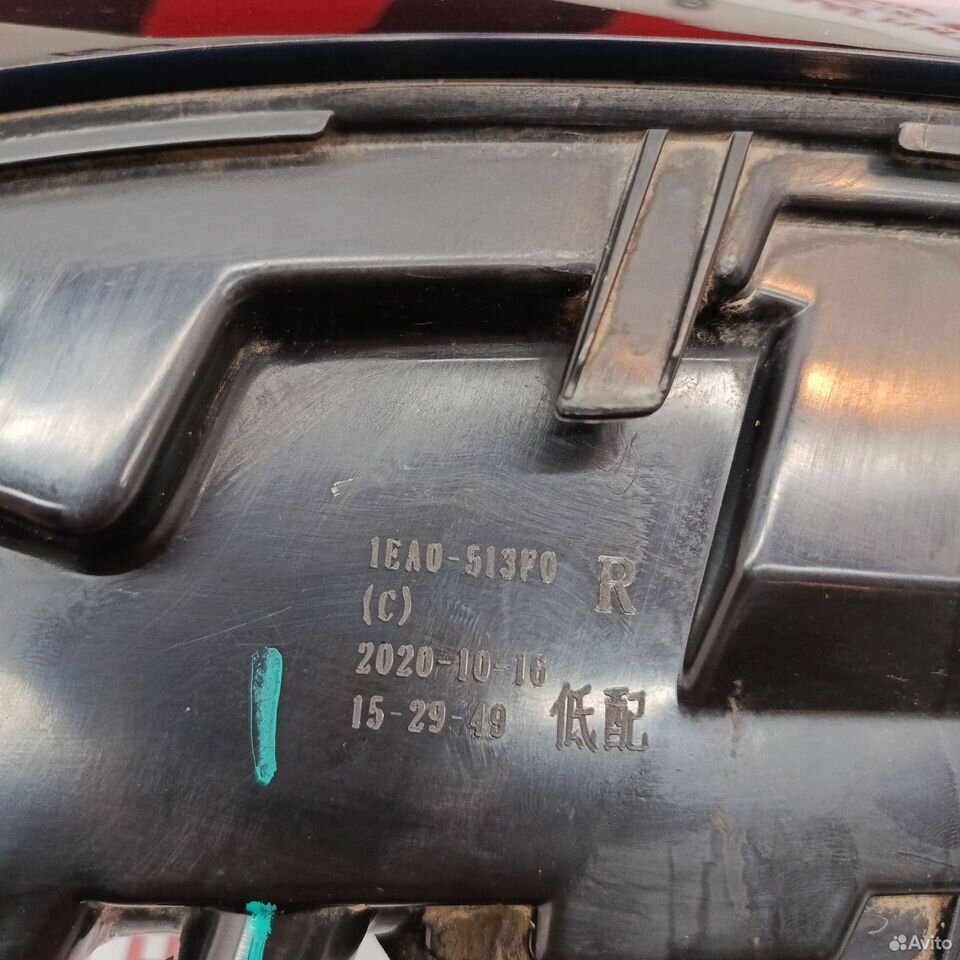 1EA0-513F0 R
(C)
2020-10-16
15-29-49 低配
Avito